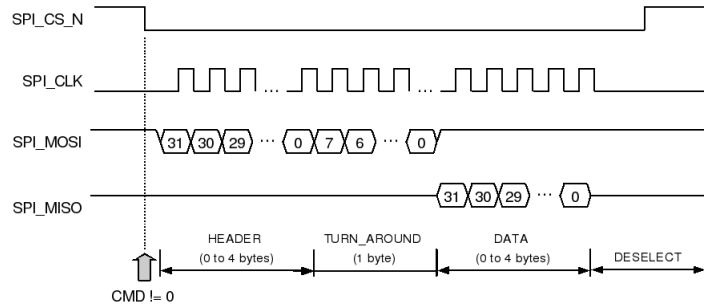 SPI_CS_N
SPI_CLK
... ...
SPI_MOSI 31 30 29 ... 0 7 6 ... 0
SPI_MISO 31 30 29 ... 0
HEADER TURN_AROUND DATA
(0 to 4 bytes) (1 byte) (0 to 4 bytes) DESELECT
CMD != 0